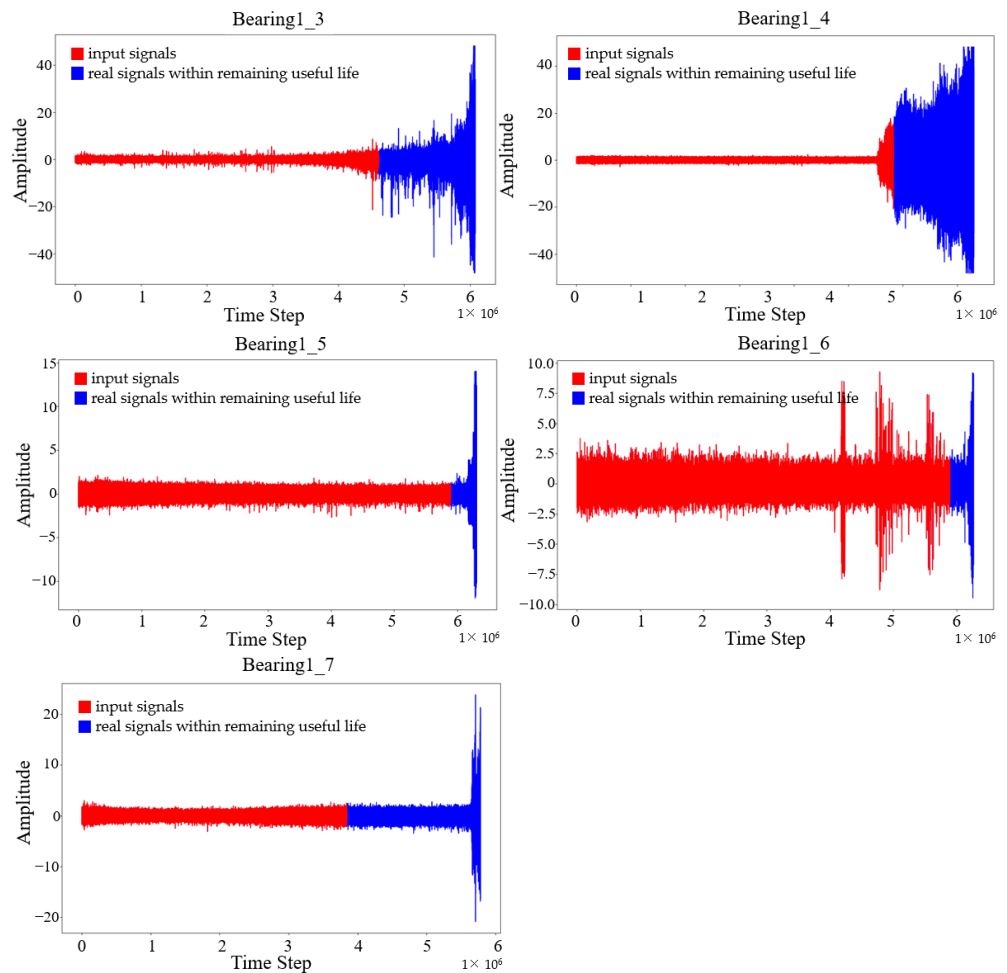 Bearing1_3
input signals
real signals within remaining useful life
40
20
0
−20
−40
Amplitude
0 1 2 3 4 5 6
Time Step
1× 10⁶
Bearing1_4
input signals
real signals within remaining useful life
40
20
0
−20
−40
Amplitude
0 1 2 3 4 5 6
Time Step
1× 10⁶
Bearing1_5
input signals
real signals within remaining useful life
15
10
5
0
−5
−10
Amplitude
0 1 2 3 4 5 6
Time Step
1× 10⁶
Bearing1_6
input signals
real signals within remaining useful life
10.0
7.5
5.0
2.5
0
−2.5
−5.0
−7.5
−10.0
Amplitude
0 1 2 3 4 5 6
Time Step
1× 10⁶
Bearing1_7
input signals
real signals within remaining useful life
20
10
0
−10
−20
Amplitude
0 1 2 3 4 5 6
Time Step
1× 10⁶